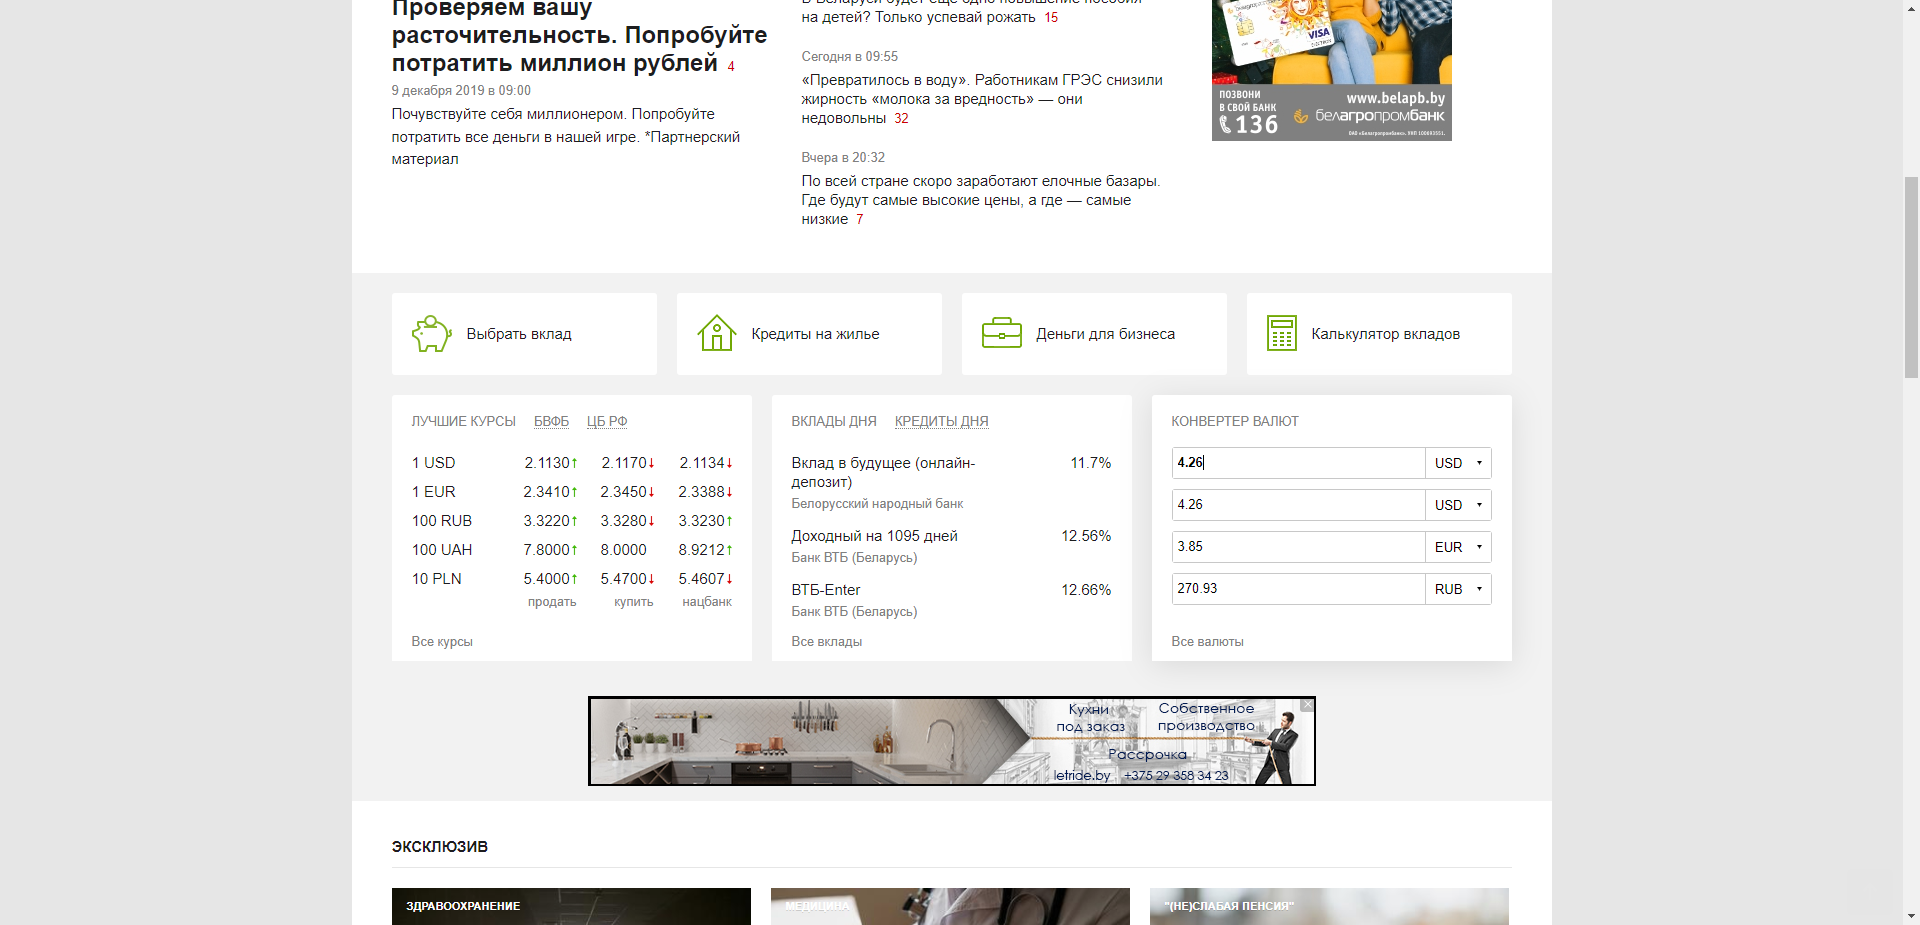 Проверяем вашу
расточительность. Попробуйте
потратить миллион рублей 4
9 декабря 2019 в 09:00
Почувствуйте себя миллионером. Попробуйте
потратить все деньги в нашей игре. *Партнерский
материал
В Беларуси будет еще одно повышение пособия
на детей? Только успевай рожать 15
Сегодня в 09:55
«Превратилось в воду». Работникам ГРЭС снизили
жирность «молока за вредность» — они
недовольны 32
Вчера в 20:32
По всей стране скоро заработают елочные базары.
Где будут самые высокие цены, а где — самые
низкие 7
VISA
ПОЗВОНИ
В СВОЙ БАНК
136
www.belapb.by
белагропромбанк
ОАО «Белагропромбанк». УНП 100693551.
Выбрать вклад
Кредиты на жилье
Деньги для бизнеса
Калькулятор вкладов
ЛУЧШИЕ КУРСЫ БВФБ ЦБ РФ
1 USD 2.1130↑ 2.1170↓ 2.1134↓
1 EUR 2.3410↑ 2.3450↓ 2.3388↓
100 RUB 3.3220↑ 3.3280↓ 3.3230↑
100 UAH 7.8000↑ 8.0000 8.9212↑
10 PLN 5.4000↑ 5.4700↓ 5.4607↓
продать купить нацбанк
Все курсы
ВКЛАДЫ ДНЯ КРЕДИТЫ ДНЯ
Вклад в будущее (онлайн- 11.7%
депозит)
Белорусский народный банк
Доходный на 1095 дней 12.56%
Банк ВТБ (Беларусь)
ВТБ-Enter 12.66%
Банк ВТБ (Беларусь)
Все вклады
КОНВЕРТЕР ВАЛЮТ
4.26 USD
4.26 USD
3.85 EUR
270.93 RUB
Все валюты
Кухни
под заказ
Собственное
производство
Рассрочка
letride.by +375 29 358 34 23
ЭКСКЛЮЗИВ
ЗДРАВООХРАНЕНИЕ
МЕДИЦИНА
"(НЕ)СЛАБАЯ ПЕНСИЯ"